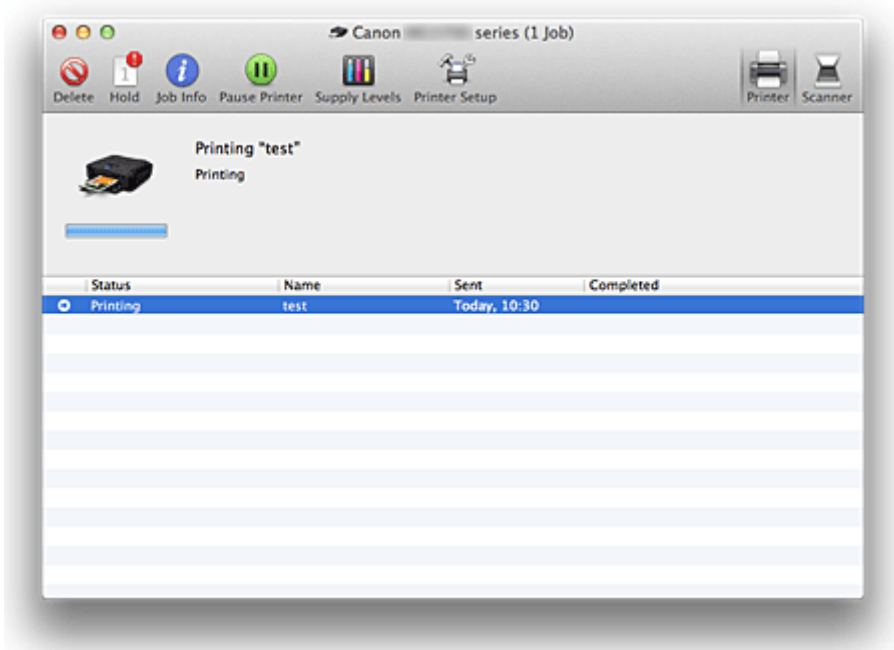 Canon series (1 Job)
1
Delete Hold Job Info Pause Printer Supply Levels Printer Setup Printer Scanner
Printing "test"
Printing
Status Name Sent Completed
Printing test Today, 10:30